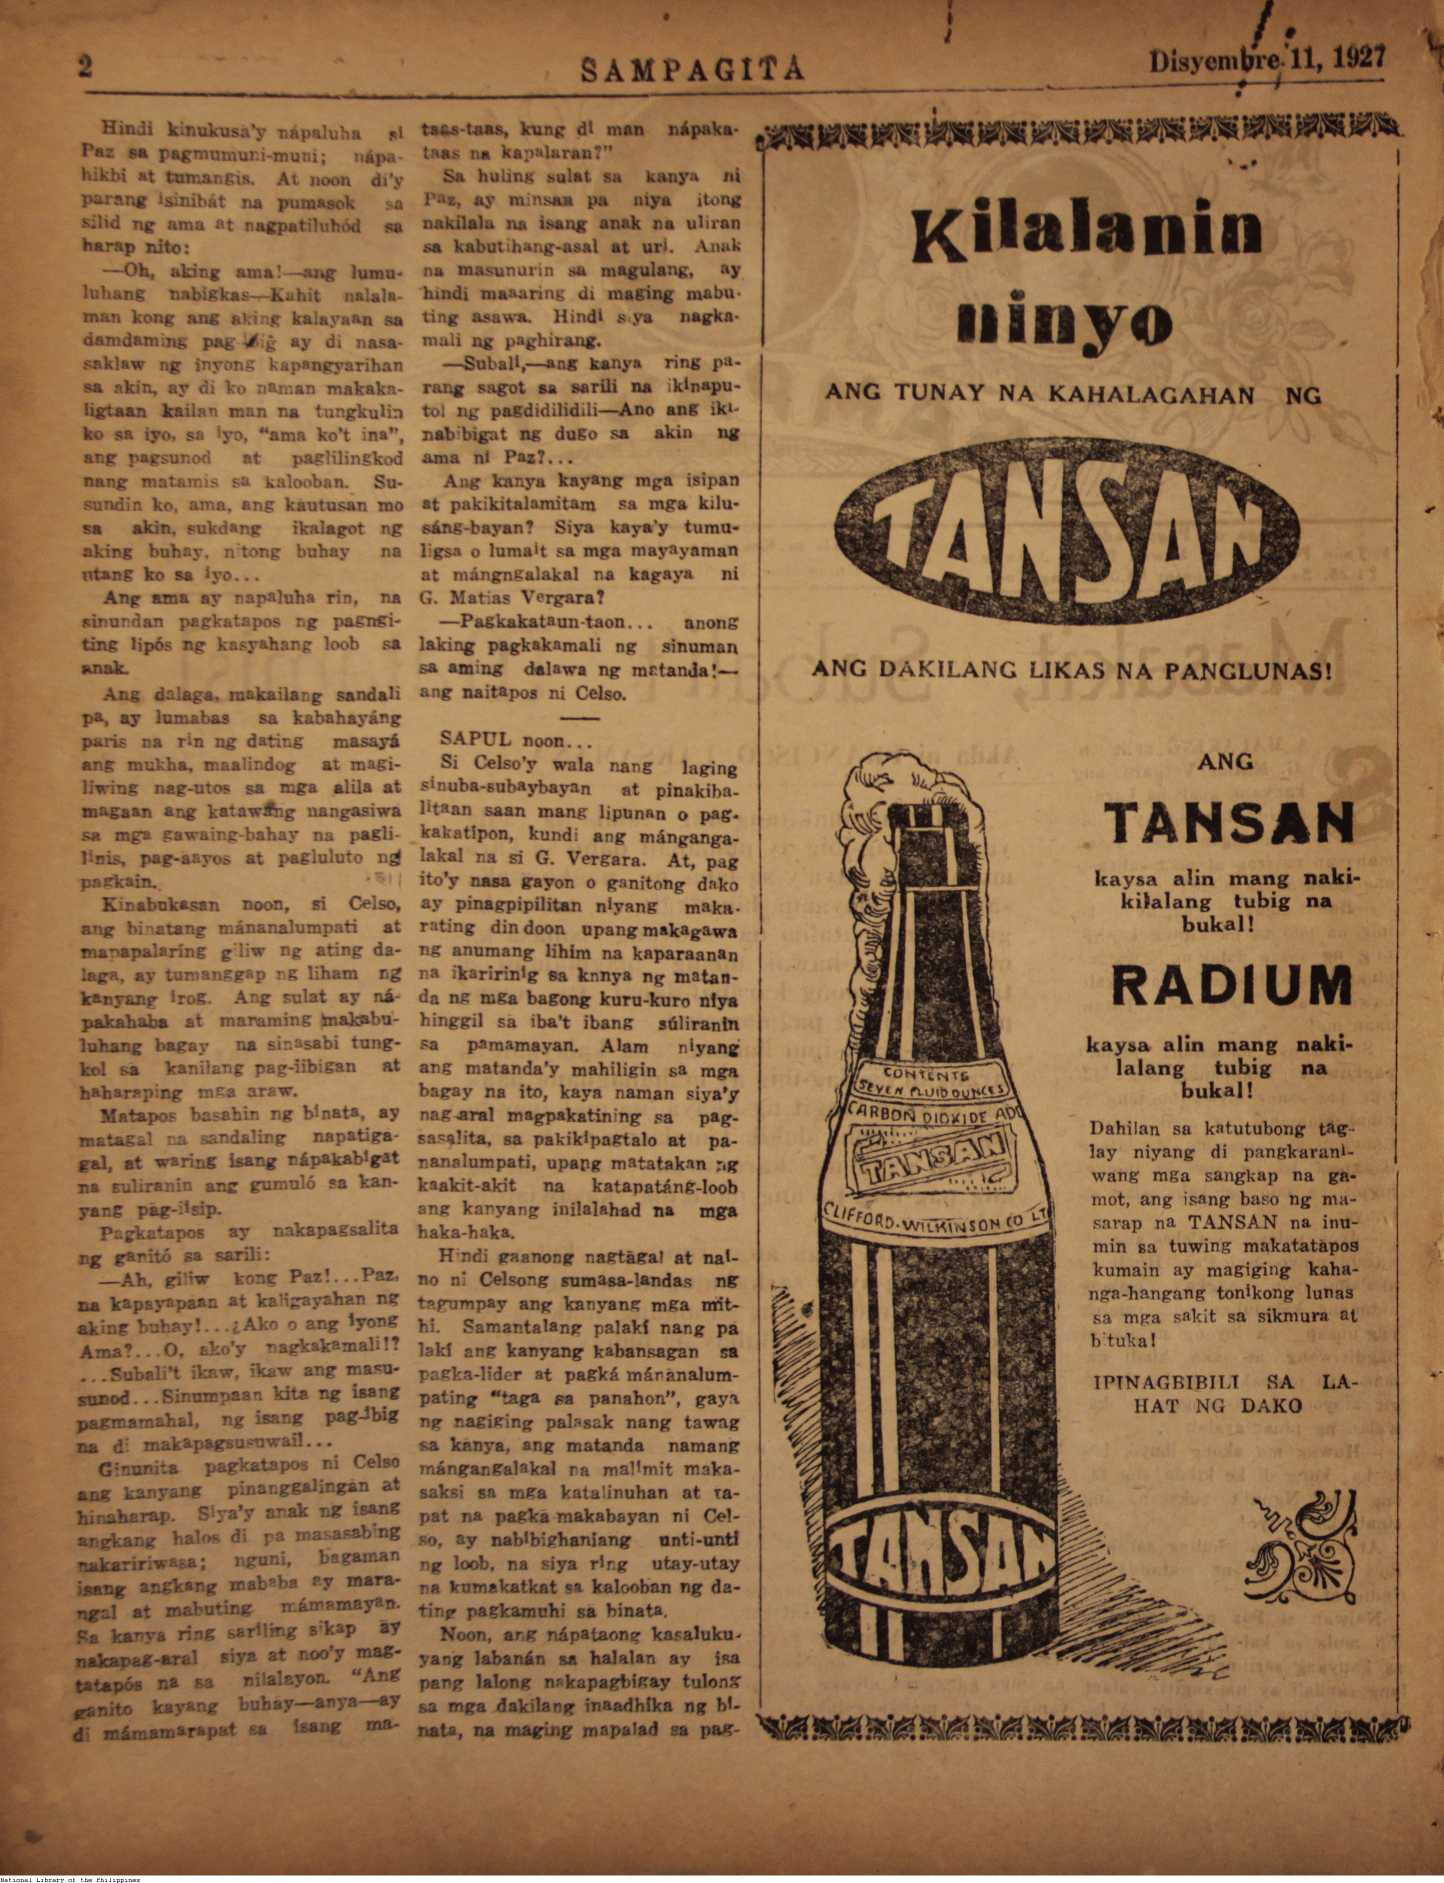 2
SAMPAGITA
Disyembre 11, 1927
Hindi kinukusa'y nápaluha si
Paz sa pagmumuni-muni; nápa-
hikbi at tumangis. At noon di'y
parang isinibát na pumasok sa
silid ng ama at nagpatiluhód sa
harap nito:
—Oh, aking ama!—ang lumu-
luhang nabigkas—Kahit nalala-
man kong ang aking kalayaan sa
damdaming pag-ibig ay di nasa-
saklaw ng inyong kapangyarihan
sa akin, ay di ko naman makaka-
ligtaan kailan man na tungkulin
ko sa iyo, sa iyo, "ama ko't ina",
ang pagsunod at paglilingkod
nang matamis sa kalooban. Su-
sundin ko, ama, ang kautusan mo
sa akin, sukdang ikalagot ng
aking buhay, nitong buhay na
utang ko sa iyo...
Ang ama ay napaluha rin, na
sinundan pagkatapos ng pagngi-
ting lipós ng kasyahang loob sa
anak.
Ang dalaga, makailang sandali
pa, ay lumabas sa kabahayáng
paris na rin ng dating masayá
ang mukha, maalindog at magi-
liwing nag-utos sa mga alila at
magaan ang katawáng nangasiwa
sa mga gawaing-bahay na pagli-
linis, pag-aayos at pagluluto ng
pagkain.
Kinabukasan noon, si Celso,
ang binatang mánanalumpati at
mapapalaring giliw ng ating da-
laga, ay tumanggap ng liham ng
kanyang irog. Ang sulat ay ná-
pakahaba at maraming makabu-
luhang bagay na sinasabi tung-
kol sa kanilang pag-iibigan at
haharaping mga araw.
Matapos basahin ng binata, ay
matagal na sandaling napatiga-
gal, at waring isang nápakabigat
na suliranin ang gumuló sa kan-
yang pag-iisip.
Pagkatapos ay nakapagsalita
ng ganitó sa sarili:
—Ah, giliw kong Paz!...Paz,
na kapayapaan at kaligayahan ng
aking buhay!...¿Ako o ang iyong
Ama?...O, ako'y nagkakamali!?
...Subali't ikaw, ikaw ang masu-
sunod...Sinumpaan kita ng isang
pagmamahal, ng isang pag-ibig
na di makapagsusuwail...
Ginunita pagkatapos ni Celso
ang kanyang pinanggalingan at
hinaharap. Siya'y anak ng isang
angkang halos di pa masasabing
nakaririwasa; nguni, bagaman
isang angkang mababa ay mara-
ngal at mabuting mámamayan.
Sa kanya ring sariling sikap ay
nakapag-aral siya at noo'y mag-
tatapós na sa nilalayon. "Ang
ganito kayang buhay—anya—ay
di mámamarapat sa isang ma-
taas-taas, kung di man nápaka-
taas na kapalaran?"
Sa huling sulat sa kanya ni
Paz, ay minsan pa niya itong
nakilala na isang anak na uliran
sa kabutihang-asal at uri. Anak
na masunurin sa magulang, ay
hindi maaaring di maging mabu-
ting asawa. Hindi siya nagka-
mali ng paghirang.
—Subali,—ang kanya ring pa-
rang sagot sa sarili na ikinapu-
tol ng pagdidilidili—Ano ang iki-
nabibigat ng dugo sa akin ng
ama ni Paz?...
Ang kanya kayang mga isipan
at pakikitalamitam sa mga kilu-
sáng-bayan? Siya kaya'y tumu-
ligsa o lumait sa mga mayayaman
at mángngalakal na kagaya ni
G. Matias Vergara?
—Pagkakataun-taon... anong
laking pagkakamali ng sinuman
sa aming dalawa ng matanda!—
ang naitapos ni Celso.
SAPUL noon...
Si Celso'y wala nang laging
sinuba-subaybayan at pinakiba-
litaan saan mang lipunan o pag-
kakatipon, kundi ang mánganga-
lakal na si G. Vergara. At, pag
ito'y nasa gayon o ganitong dako
ay pinagpipilitan niyang maka-
rating din doon upang makagawa
ng anumang lihim na kaparaanan
na ikaririnig sa knnya ng matan-
da ng mga bagong kuru-kuro niya
hinggil sa iba't ibang súliranin
sa pamamayan. Alam niyang
ang matanda'y mahiligin sa mga
bagay na ito, kaya naman siya'y
nag-aral magpakatining sa pag-
sasalita, sa pakikipagtalo at pa-
nanalumpati, upang matatakan ng
kaakit-akit na katapatáng-loob
ang kanyang inilalahad na mga
haka-haka.
Hindi gaanong nagtagal at nai-
no ni Celsong sumasa-landas ng
tagumpay ang kanyang mga mit-
hi. Samantalang palaki nang pa
laki ang kanyang kabansagan sa
pagka-lider at pagká mánanalum-
pating "taga sa panahon", gaya
ng nagiging palasak nang tawag
sa kanya, ang matanda namang
mángangalakal na malimit maka-
saksi sa mga katalinuhan at ta-
pat na pagka-makabayan ni Cel-
so, ay nabibighaniang unti-unti
ng loob, na siya ring utay-utay
na kumakatkat sa kalooban ng da-
ting pagkamuhi sa binata.
Noon, ang nápataong kasaluku-
yang labanán sa halalan ay isa
pang lalong nakapagbigay tulong
sa mga dakilang inaadhika ng bi-
nata, na maging mapalad sa pag-
Kilalanin
ninyo
ANG TUNAY NA KAHALAGAHAN NG
TANSAN
ANG DAKILANG LIKAS NA PANGLUNAS!
ANG
TANSAN
kaysa alin mang naki-
kilalang tubig na
bukal!
RADIUM
kaysa alin mang naki-
lalang tubig na
bukal!
Dahilan sa katutubong tag-
lay niyang di pangkarani-
wang mga sangkap na ga-
mot, ang isang baso ng ma-
sarap na TANSAN na inu-
min sa tuwing makatatapos
kumain ay magiging kaha-
nga-hangang tonikong lunas
sa mga sakit sa sikmura at
bituka!
IPINAGBIBILI SA LA-
HAT NG DAKO
CONTENTS
SEVEN FLUID OUNCES
CARBON DIOXIDE ADD
TANSAN
CLIFFORD-WILKINSON CO LT
TANSAN
National Library of the Philippines